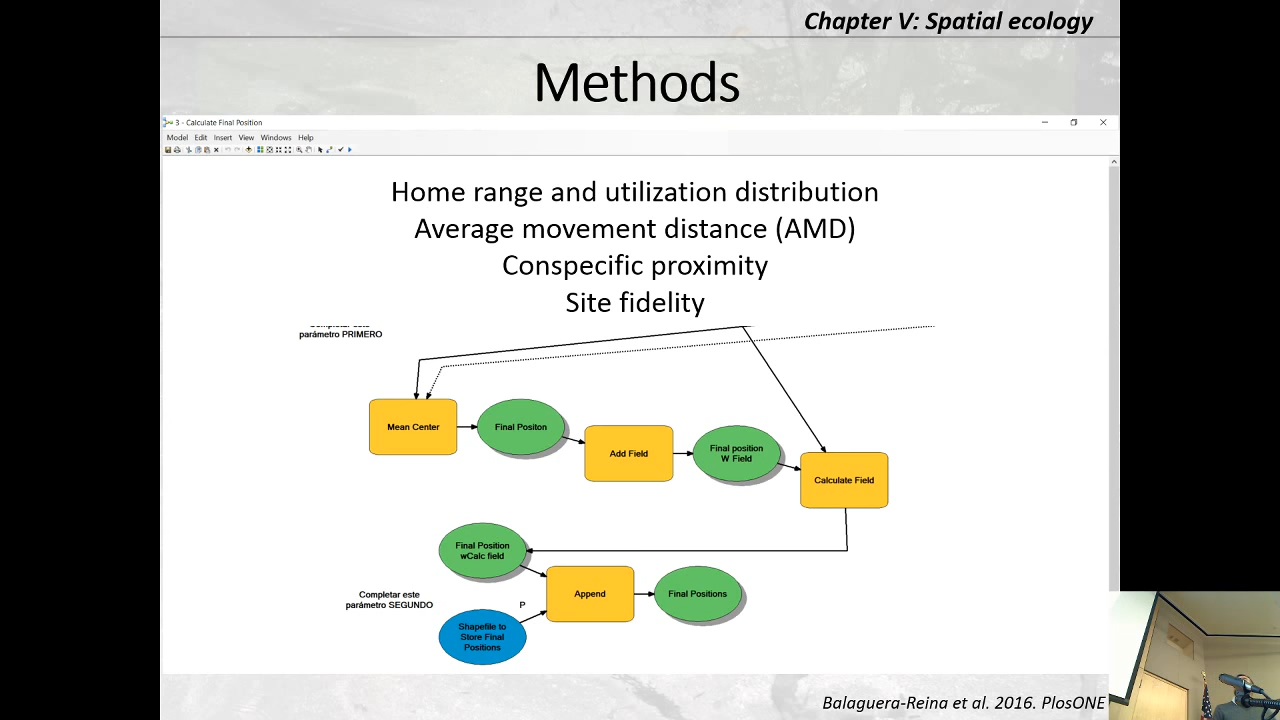 Chapter V: Spatial ecology
Methods
3 - Calculate Final Position
Model Edit Insert View Windows Help
Home range and utilization distribution
Average movement distance (AMD)
Conspecific proximity
Site fidelity
parámetro PRIMERO
Mean Center
Final Positon
Add Field
Final position
W Field
Calculate Field
Final Position
wCalc field
Completar este
parámetro SEGUNDO
P
Append
Final Positions
Shapefile to
Store Final
Positions
Balaguera-Reina et al. 2016. PlosONE